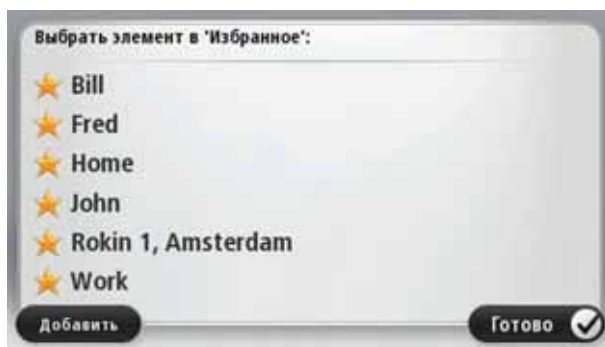 Выбрать элемент в 'Избранное':
Bill
Fred
Home
John
Rokin 1, Amsterdam
Work
Добавить
Готово